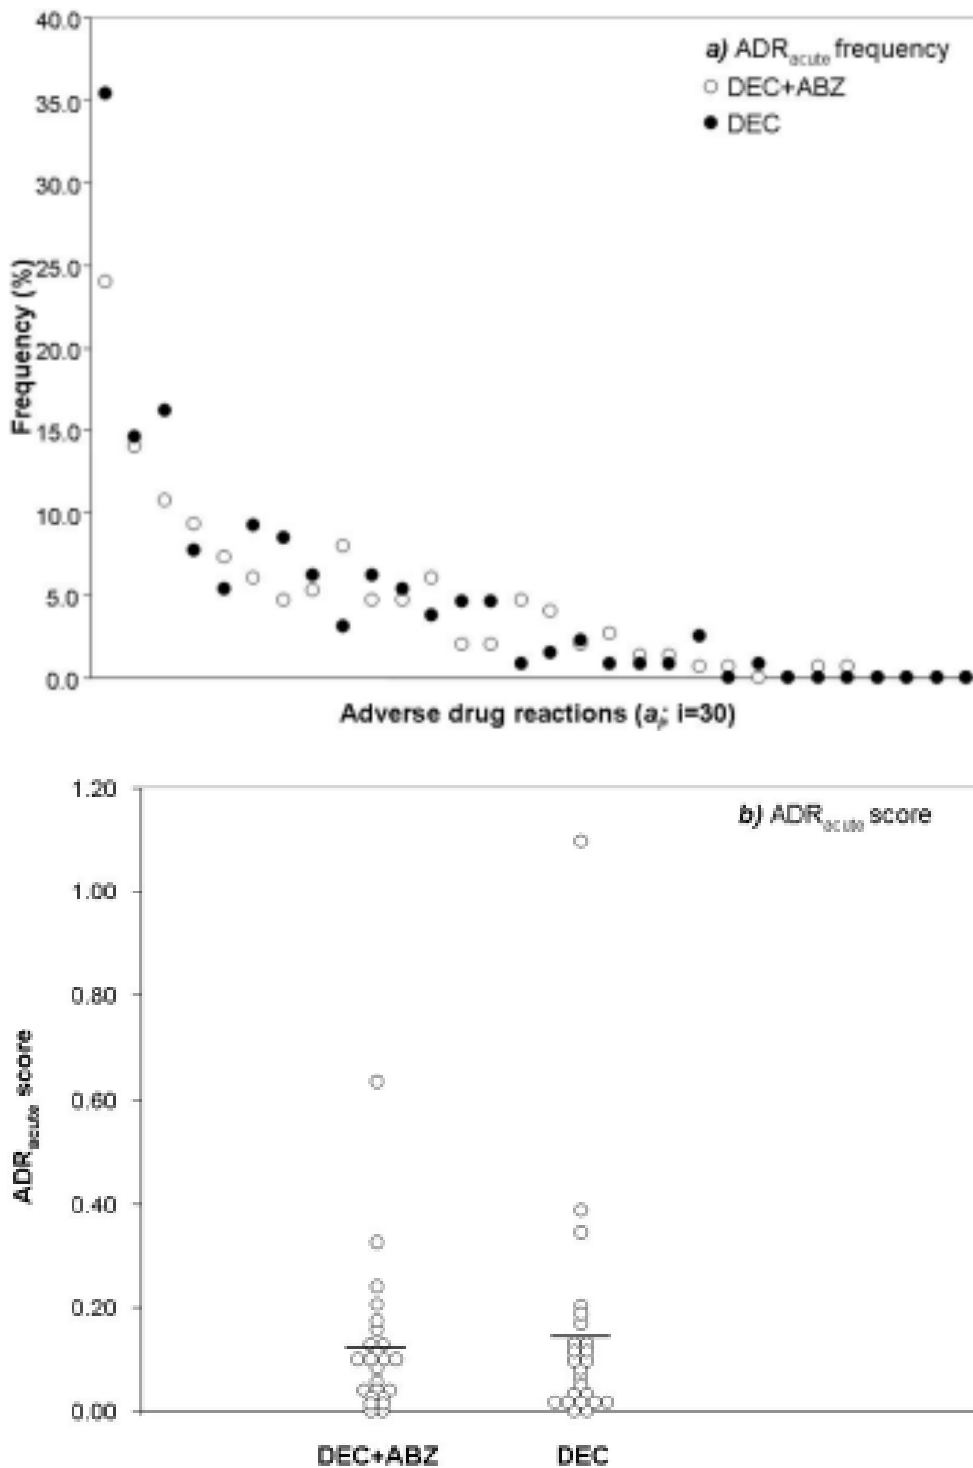 40.0
a) ADRacute frequency
DEC+ABZ
35.0
DEC
30.0
25.0
Frequency (%)
20.0
15.0
10.0
5.0
0.0
Adverse drug reactions (ai; i=30)
1.20
b) ADRacute score
1.00
0.80
ADRacute score
0.60
0.40
0.20
0.00
DEC+ABZ DEC